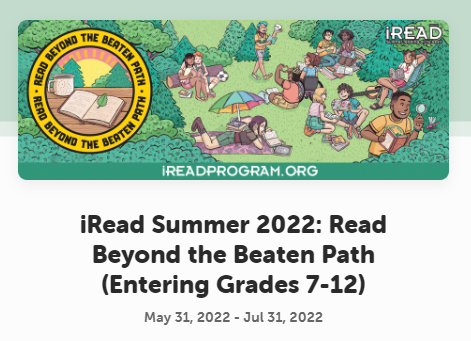 READ BEYOND THE BEATEN PATH
READ BEYOND THE BEATEN PATH
iREAD
iREADPROGRAM.ORG
iRead Summer 2022: Read
Beyond the Beaten Path
(Entering Grades 7-12)
May 31, 2022 - Jul 31, 2022